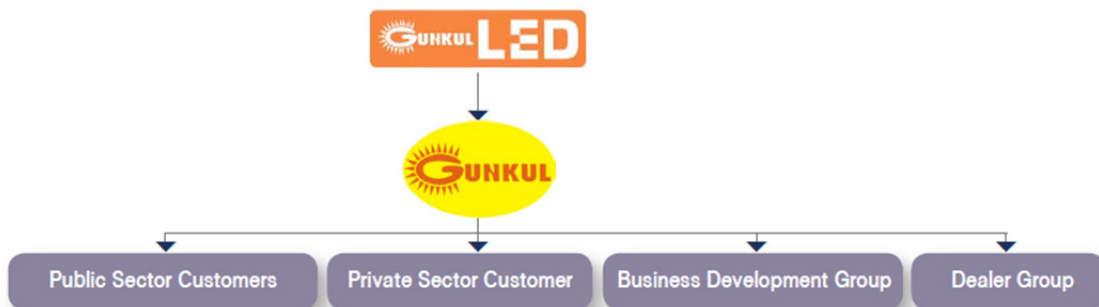 GUNKUL LED
GUNKUL
Public Sector Customers
Private Sector Customer
Business Development Group
Dealer Group